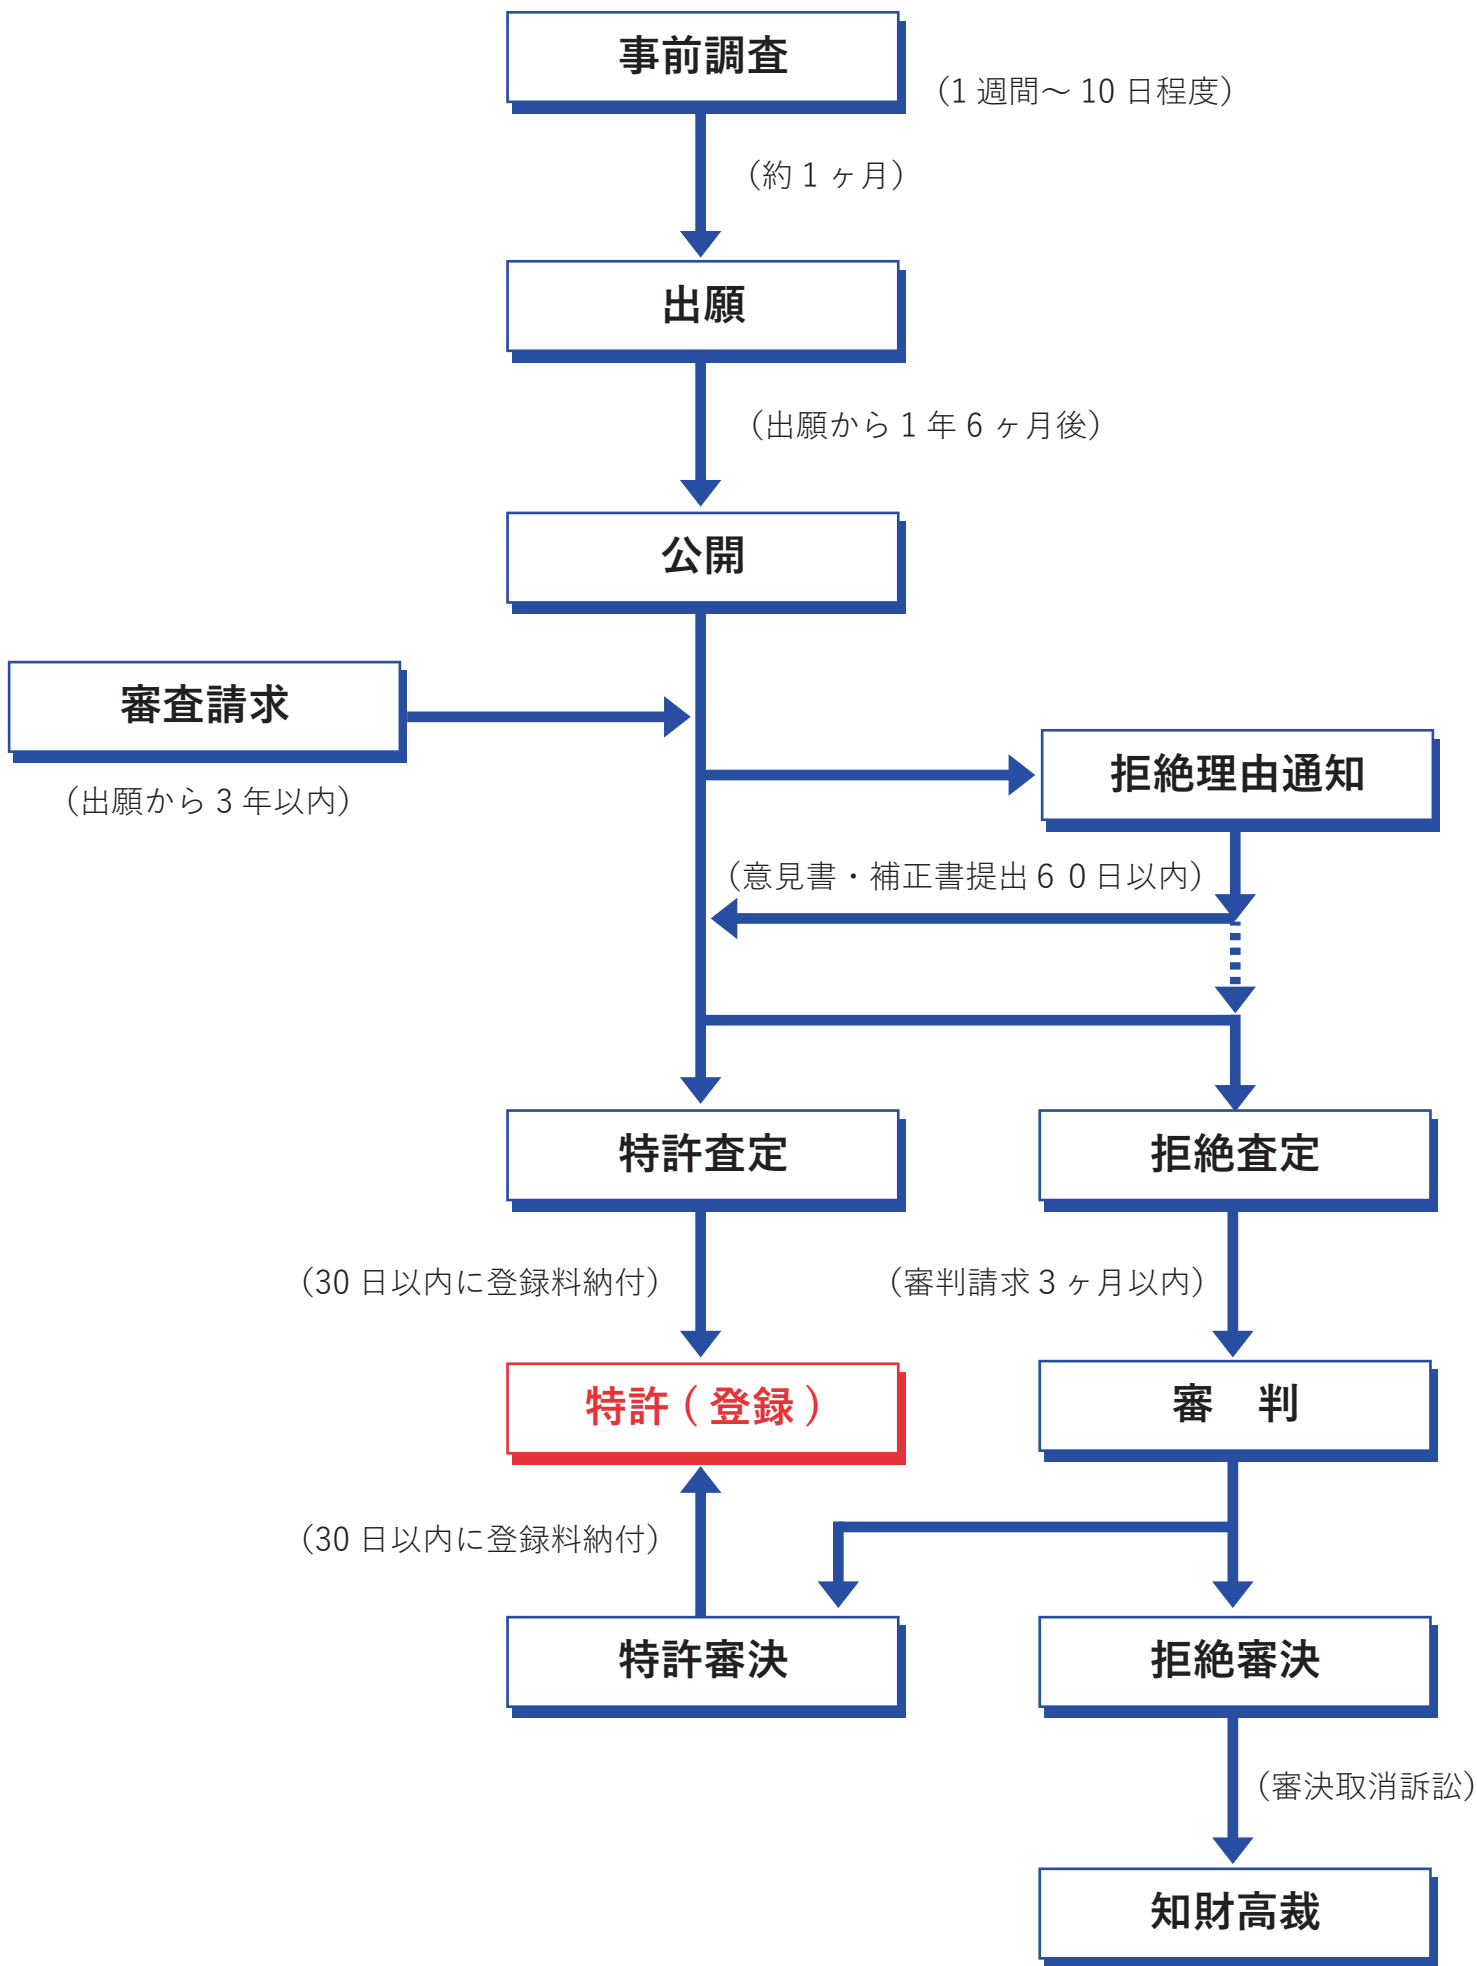 事前調査
（1 週間～ 10 日程度）
（約 1 ヶ月）
出願
（出願から 1 年 6 ヶ月後）
公開
審査請求
（出願から 3 年以内）
拒絶理由通知
（意見書・補正書提出６０日以内）
特許査定
拒絶査定
（30 日以内に登録料納付）
（審判請求 3 ヶ月以内）
特許 ( 登録 )
審　判
（30 日以内に登録料納付）
特許審決
拒絶審決
（審決取消訴訟）
知財高裁